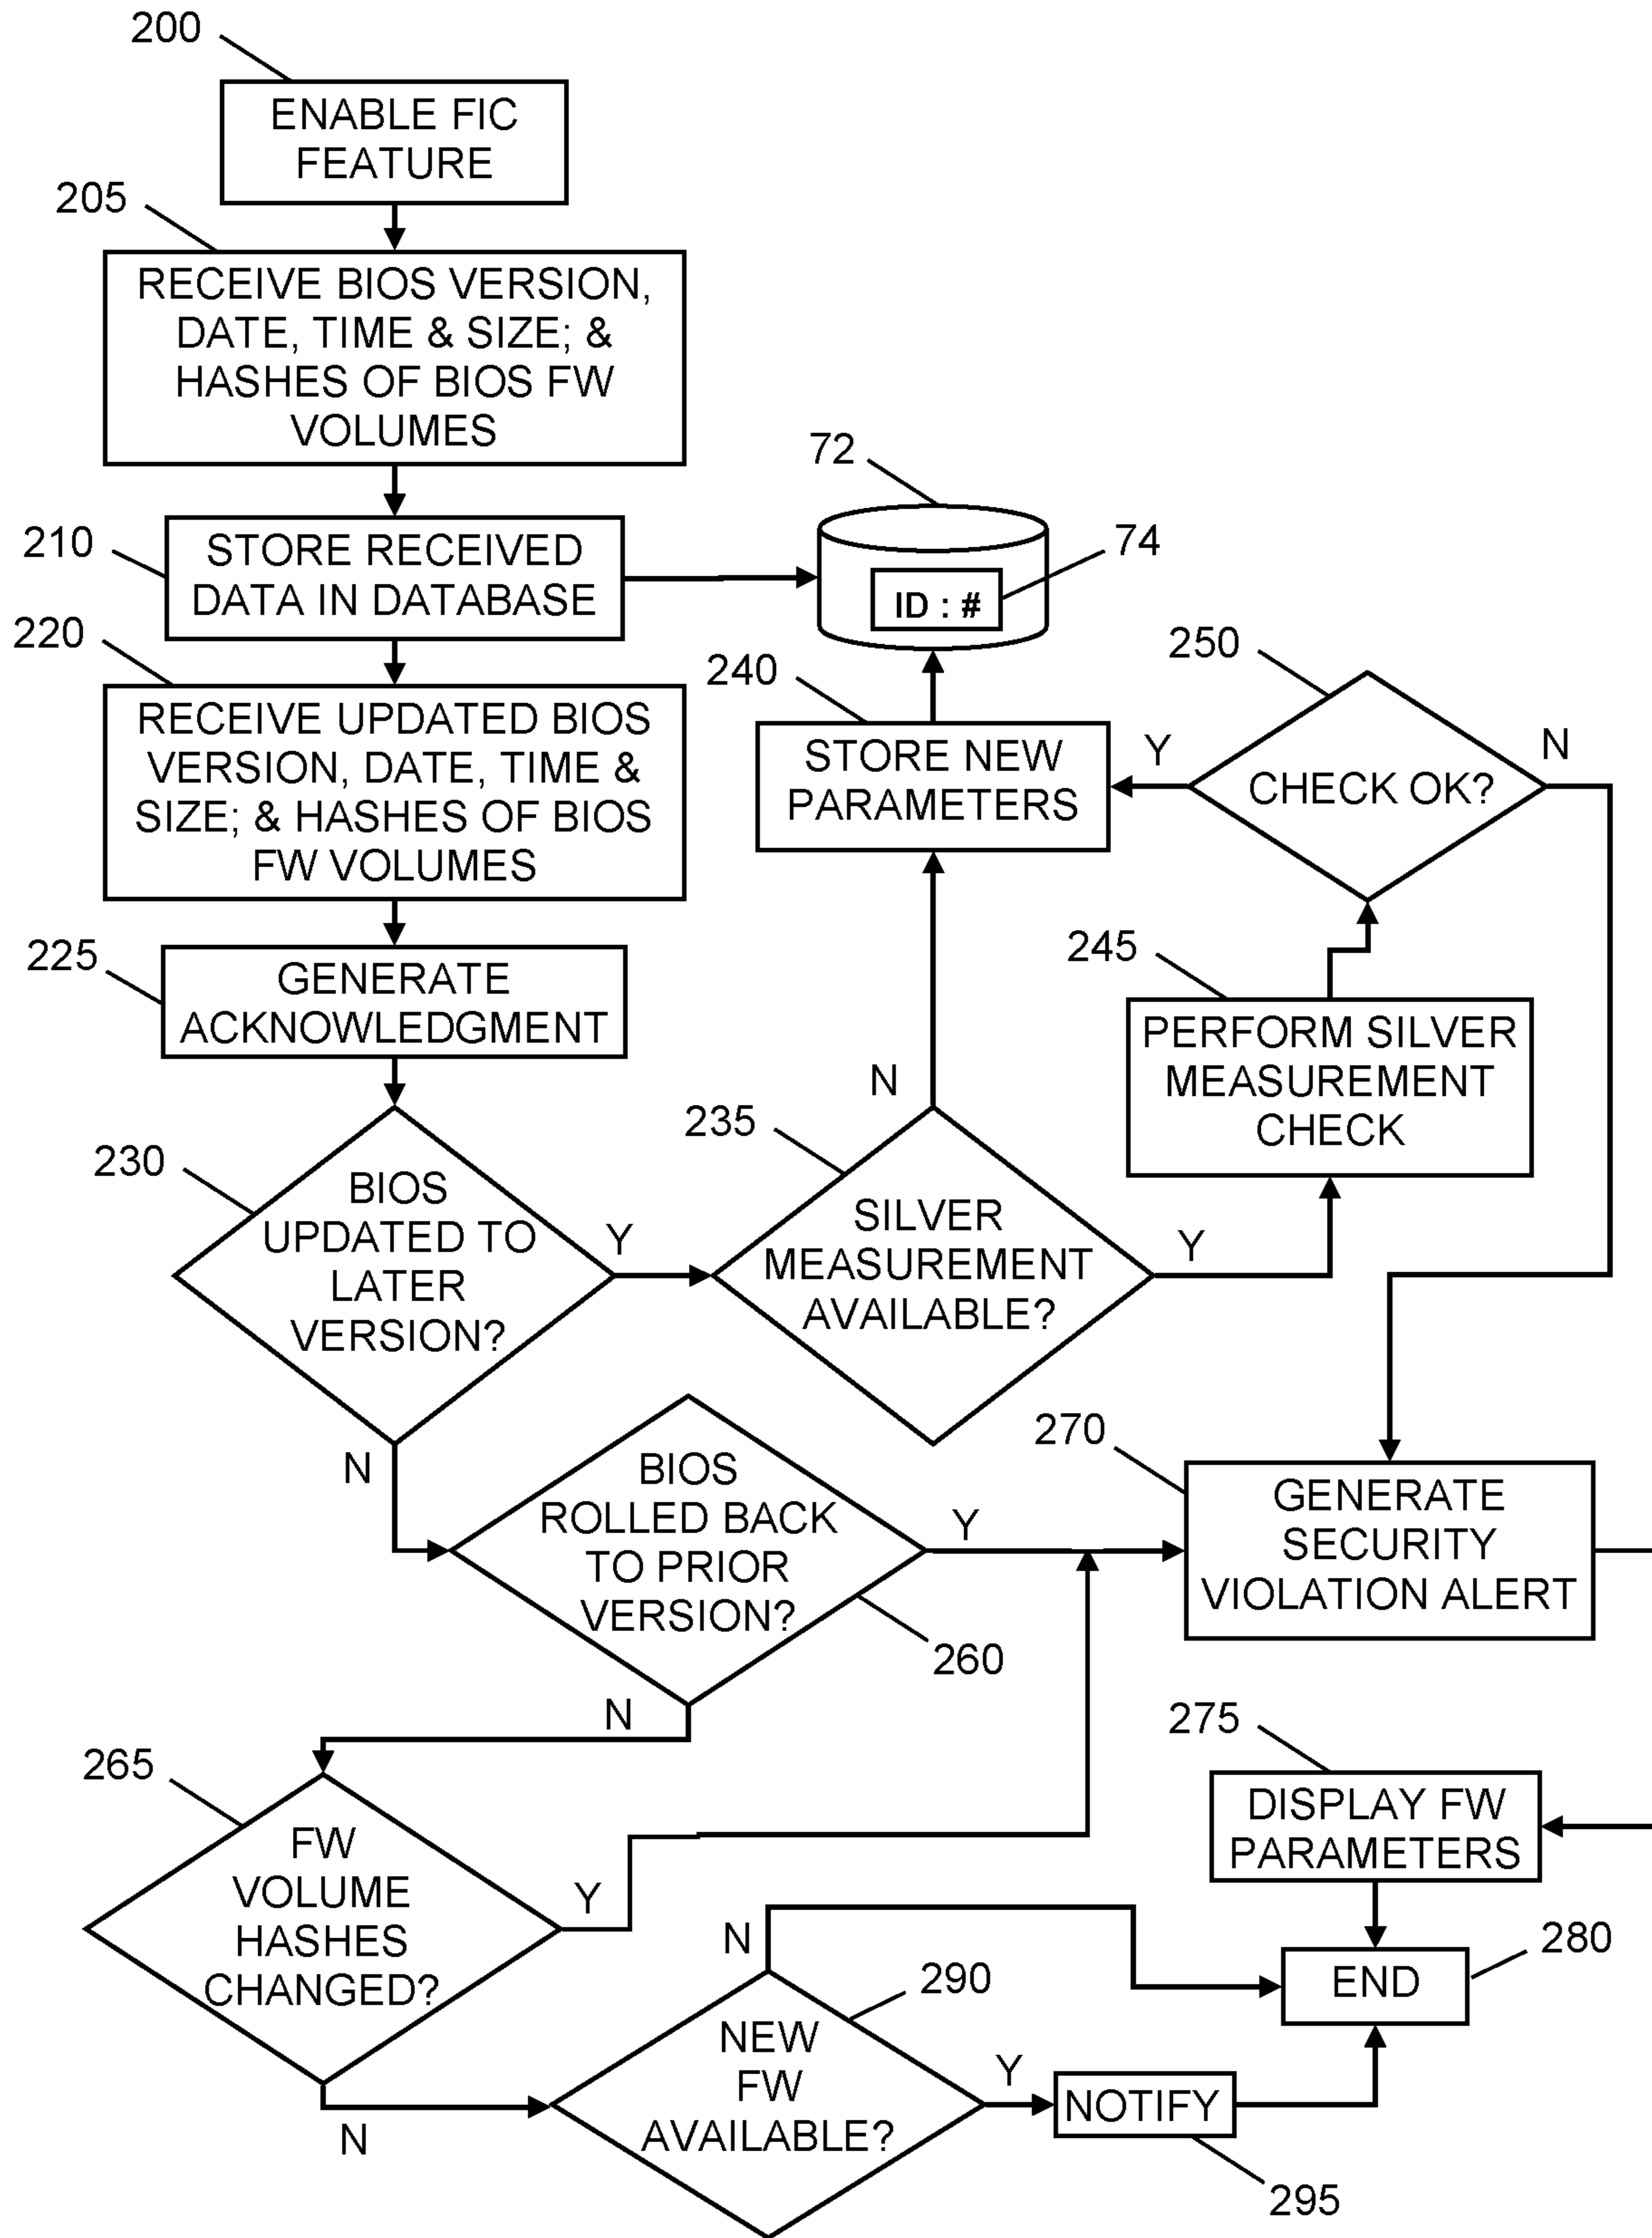 200
ENABLE FIC
FEATURE
205
RECEIVE BIOS VERSION,
DATE, TIME & SIZE; &
HASHES OF BIOS FW
VOLUMES
210
STORE RECEIVED
DATA IN DATABASE
72
74
ID : #
220
RECEIVE UPDATED BIOS
VERSION, DATE, TIME &
SIZE; & HASHES OF BIOS
FW VOLUMES
240
STORE NEW
PARAMETERS
250
Y
CHECK OK?
N
225
GENERATE
ACKNOWLEDGMENT
245
PERFORM SILVER
MEASUREMENT
CHECK
230
BIOS
UPDATED TO
LATER
VERSION?
Y
235
N
SILVER
MEASUREMENT
AVAILABLE?
Y
N
BIOS
ROLLED BACK
TO PRIOR
VERSION?
Y
260
270
GENERATE
SECURITY
VIOLATION ALERT
N
265
FW
VOLUME
HASHES
CHANGED?
Y
275
DISPLAY FW
PARAMETERS
N
290
END
280
N
NEW
FW
AVAILABLE?
Y
NOTIFY
295